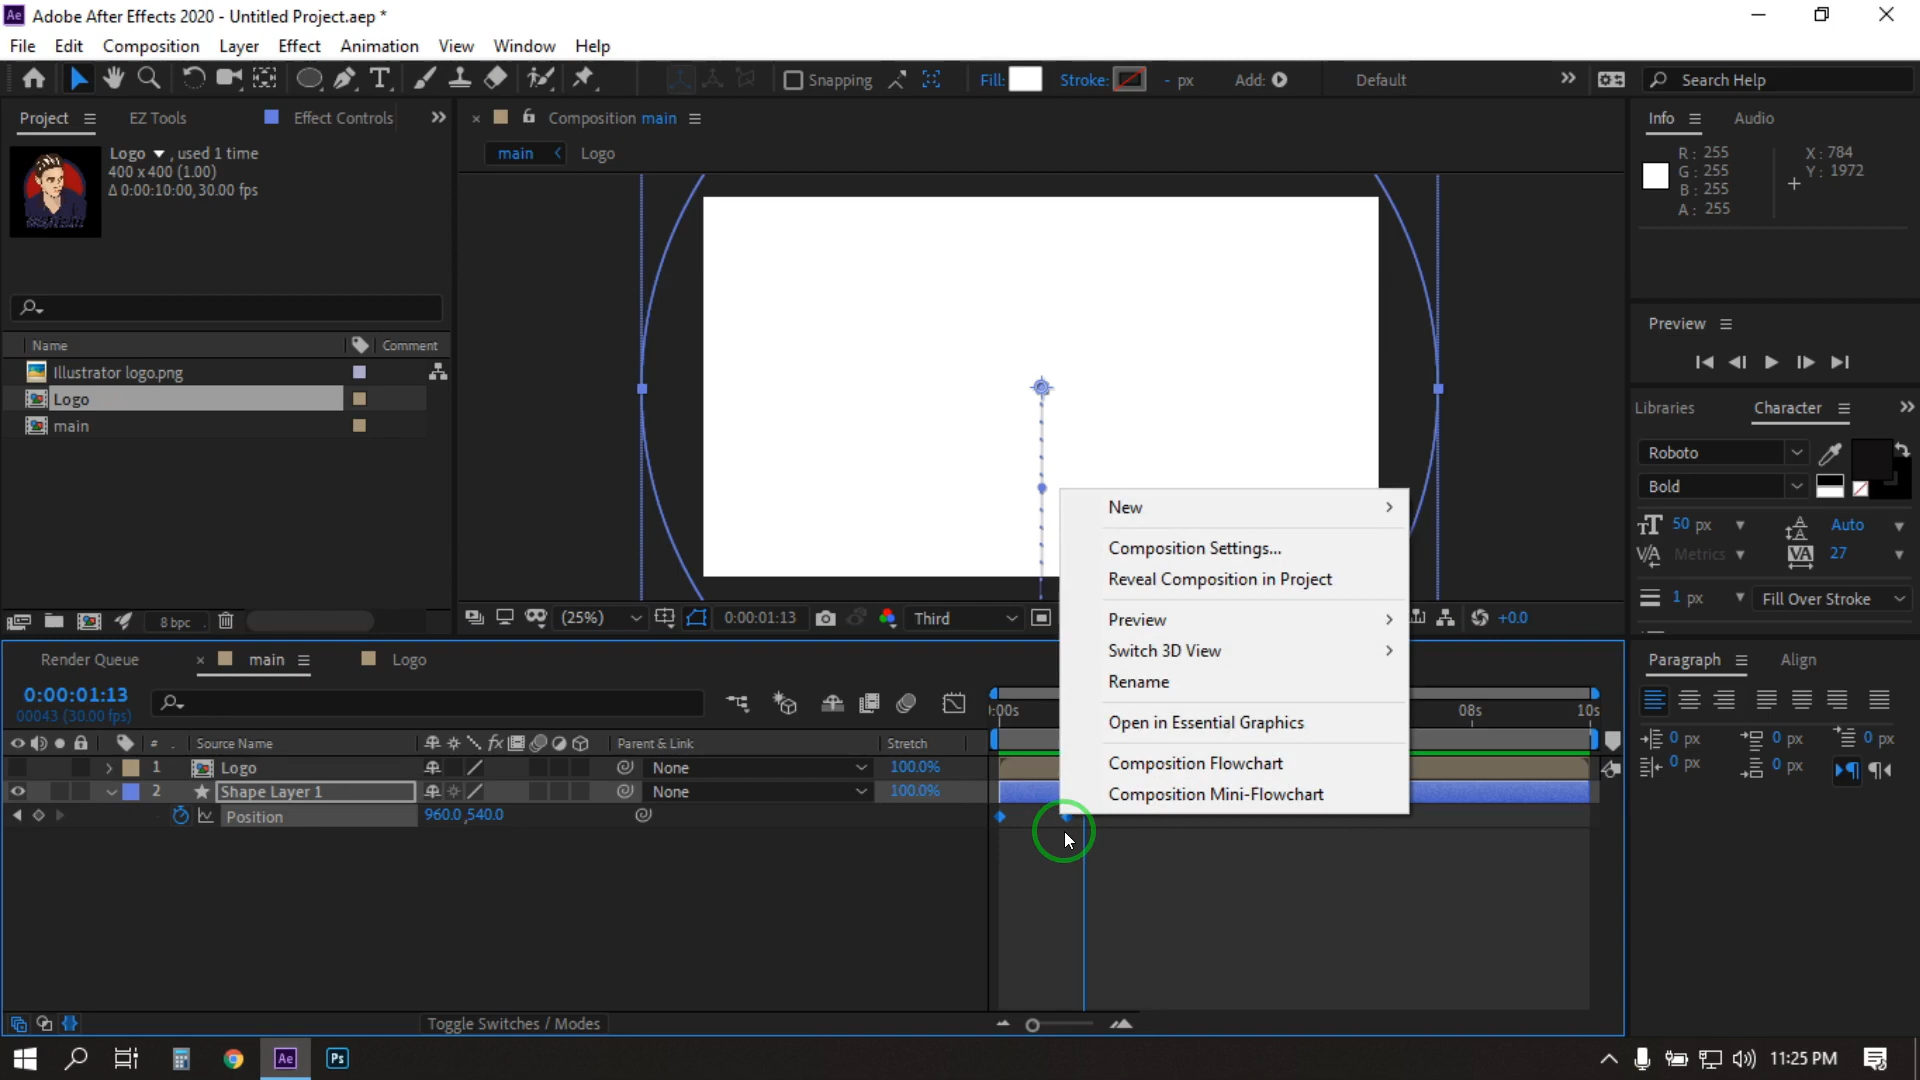 Adobe After Effects 2020 - Untitled Project.aep *
File Edit Composition Layer Effect Animation View Window Help
Snapping Fill: Stroke: - px Add: Default Search Help
Project EZ Tools Effect Controls
Composition main
Info Audio
Logo , used 1 time
400 x 400 (1.00)
Δ 0:00:10:00, 30.00 fps
main Logo
R: 255 X: 784
G: 255 Y: 1972
B: 255
A: 255
Preview
Name Comment
Illustrator logo.png
Logo
main
Libraries Character
Roboto
Bold
50 px Auto
Metrics 27
1 px Fill Over Stroke
New
Composition Settings...
Reveal Composition in Project
Preview
Switch 3D View
Rename
Open in Essential Graphics
Composition Flowchart
Composition Mini-Flowchart
8 bpc
(25%) 0:00:01:13 Third +0.0
Render Queue main Logo
Paragraph Align
0:00:01:13
00043 (30.00 fps)
:00s 08s 10s
# Source Name Parent & Link Stretch
1 Logo None 100.0%
2 Shape Layer 1 None 100.0%
Position 960.0,540.0
0 px 0 px 0 px
0 px 0 px
Toggle Switches / Modes
Ae Ps 11:25 PM